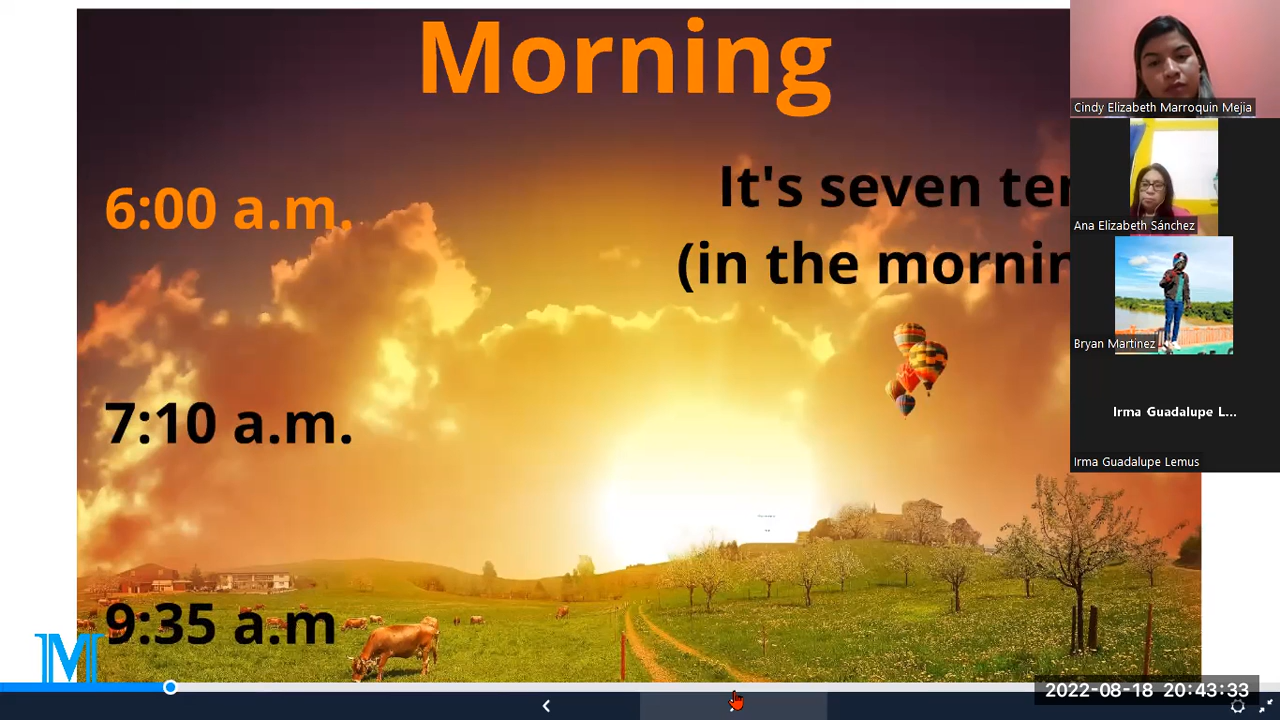 Morning
6:00 a.m.
It's seven ten
(in the mornin
7:10 a.m.
9:35 a.m
M
Cindy Elizabeth Marroquin Mejia
Ana Elizabeth Sánchez
Bryan Martinez
Irma Guadalupe L...
Irma Guadalupe Lemus
2022-08-18 20:43:33